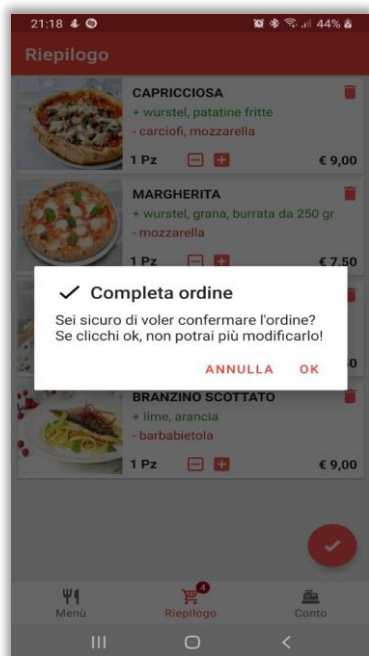 21:18 44%
Riepilogo
CAPRICCIOSA
+ wurstel, patatine fritte
- carciofi, mozzarella
1 Pz € 9,00
MARGHERITA
+ wurstel, grana, burrata da 250 gr
- mozzarella
1 Pz € 7.50
Completa ordine
Sei sicuro di voler confermare l'ordine?
Se clicchi ok, non potrai più modificarlo!
ANNULLA OK
BRANZINO SCOTTATO
+ lime, arancia
- barbabietola
1 Pz € 9,00
4
Menù Riepilogo Conto